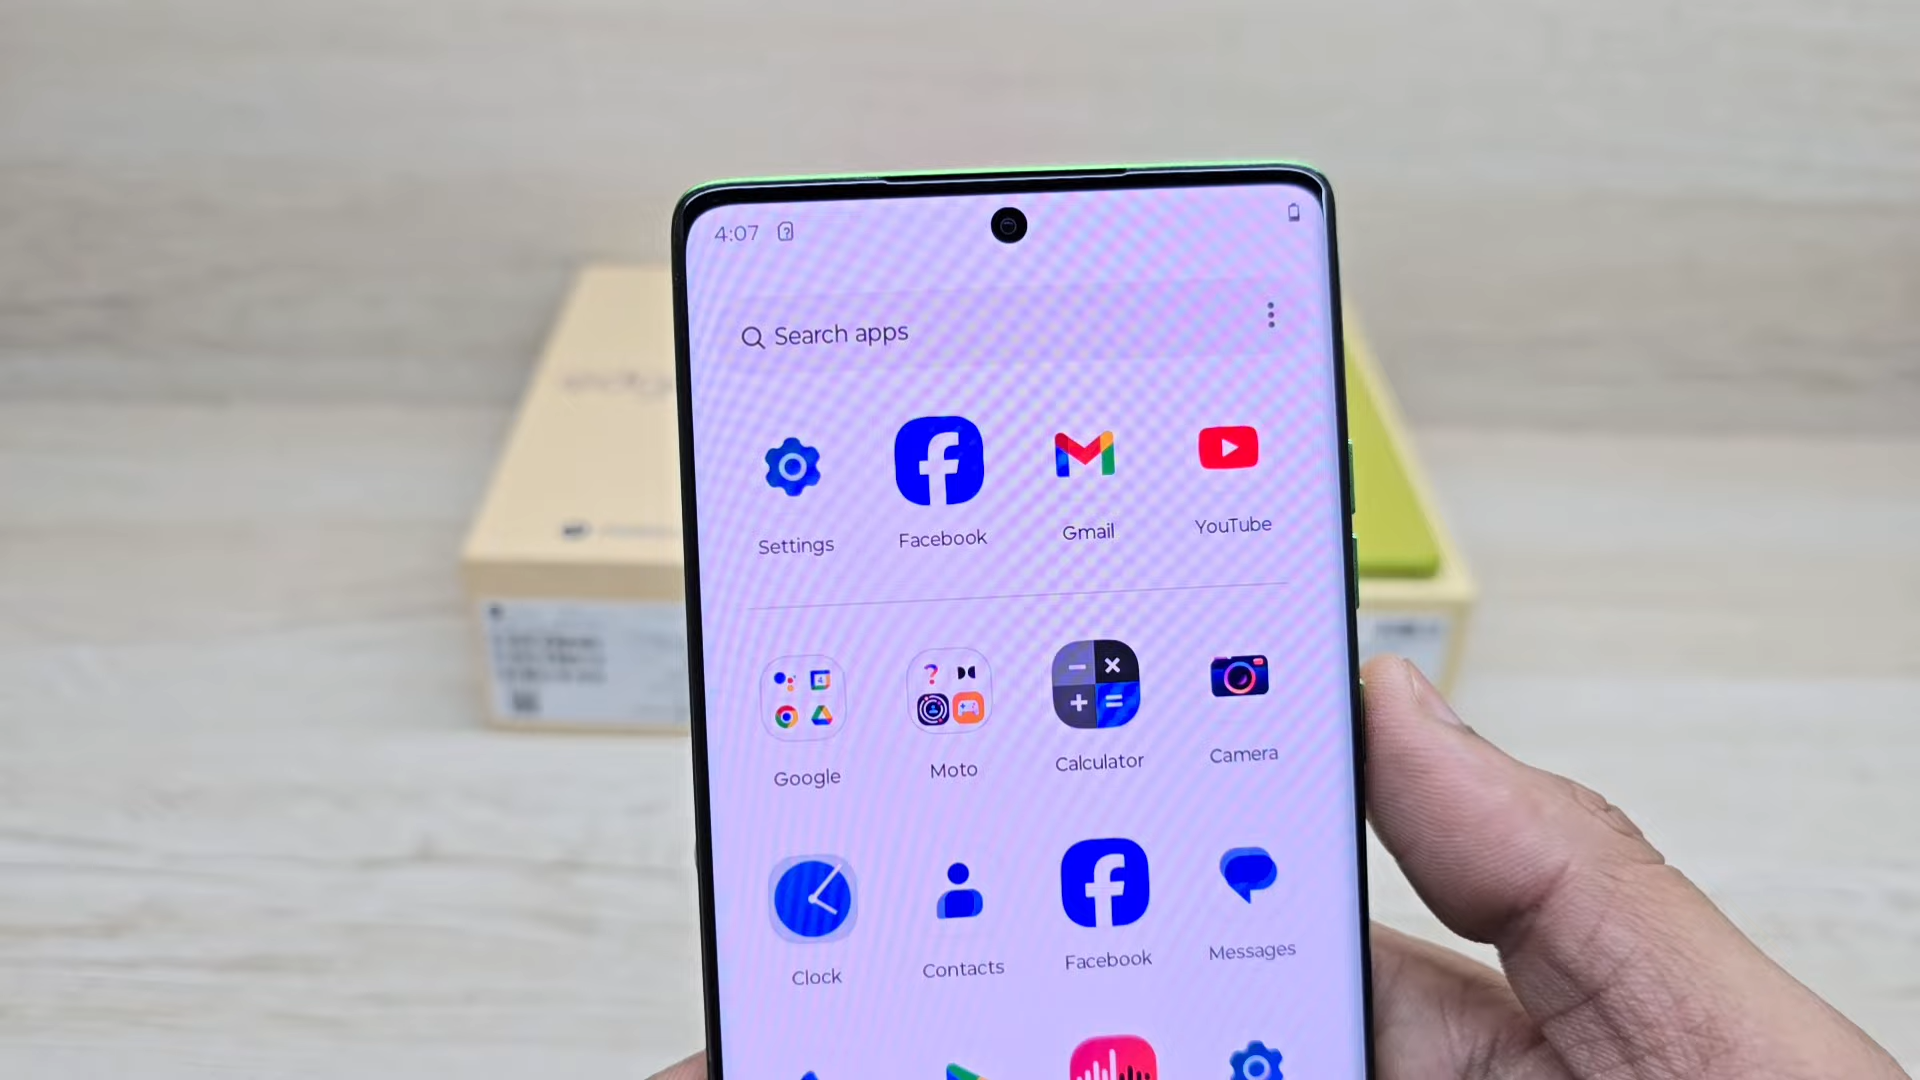 4:07
Search apps
Settings Facebook Gmail YouTube
Google Moto Calculator Camera
Clock Contacts Facebook Messages